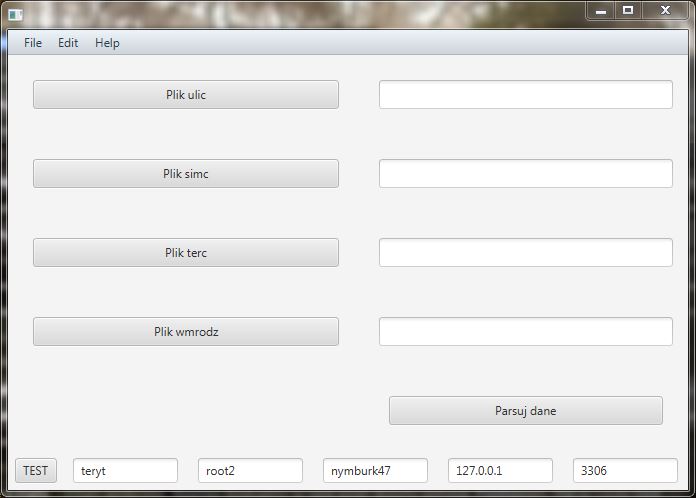 File Edit Help
Plik ulic
Plik simc
Plik terc
Plik wmrodz
Parsuj dane
TEST teryt root2 nymburk47 127.0.0.1 3306